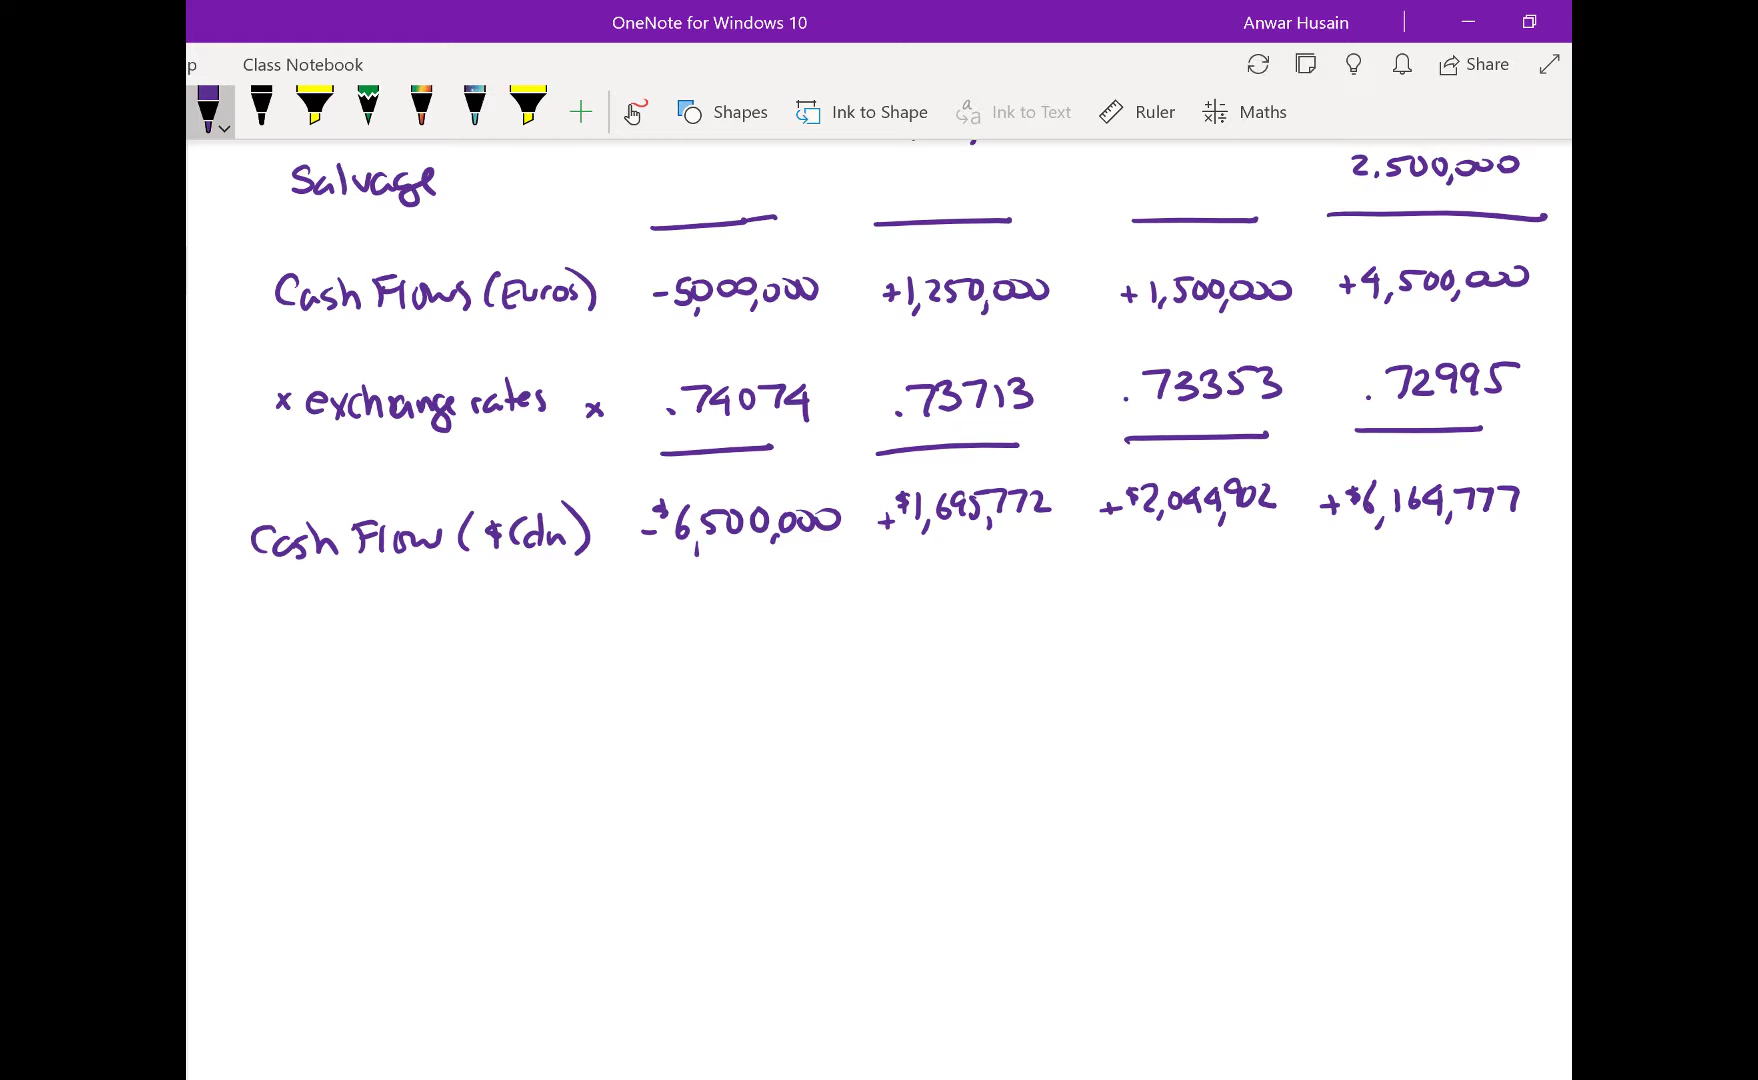 OneNote for Windows 10 Anwar Husain
p Class Notebook Share
Shapes Ink to Shape Ink to Text Ruler Maths
Salvage 2.500,000
Cash Flows (Euros) -5,000,000 +1,250,000 +1,500,000 +4,500,000
x exchange rates x .74074 .73713 .73353 .72995
Cash Flow ($Cdn) -$6,500,000 +$1,695,772 +$2,044,902 +$6,164,777